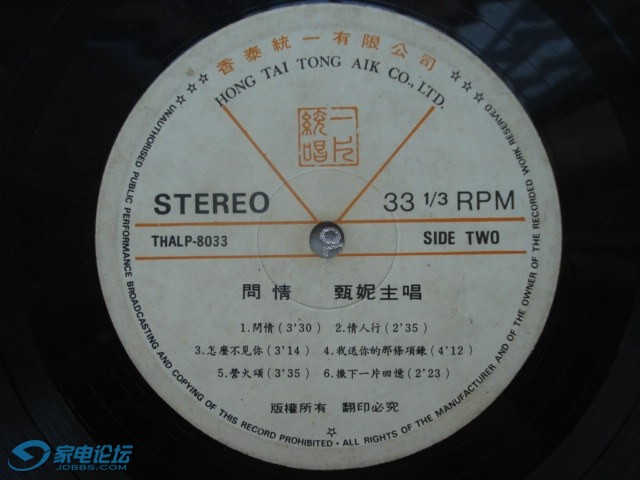 香泰統一有限公司
HONG TAI TONG AIK CO., LTD.
統一
唱片
STEREO
33 1/3 RPM
THALP-8033
SIDE TWO
問情 甄妮主唱
1.問情(3'30) 2.情人行(2'35)
3.怎麼不見你(3'14) 4.我送你的那條項鍊(4'12)
5.營火頌(3'35) 6.撒下一片回憶(2'23)
版權所有 翻印必究
UNAUTHORISED PUBLIC PERFORMANCE BROADCASTING AND COPYING OF THIS RECORD PROHIBITED • ALL RIGHTS OF THE MANUFACTURER AND OF THE OWNER OF THE RECORDED WORK RESERVED
家电论坛
JDBBS.COM